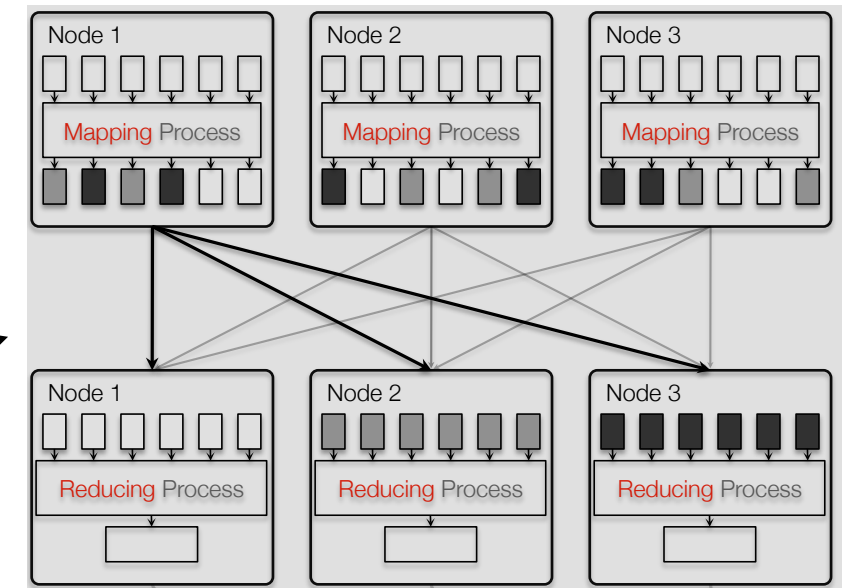 Node 1
Node 2
Node 3
Mapping Process
Mapping Process
Mapping Process
Node 1
Node 2
Node 3
Reducing Process
Reducing Process
Reducing Process